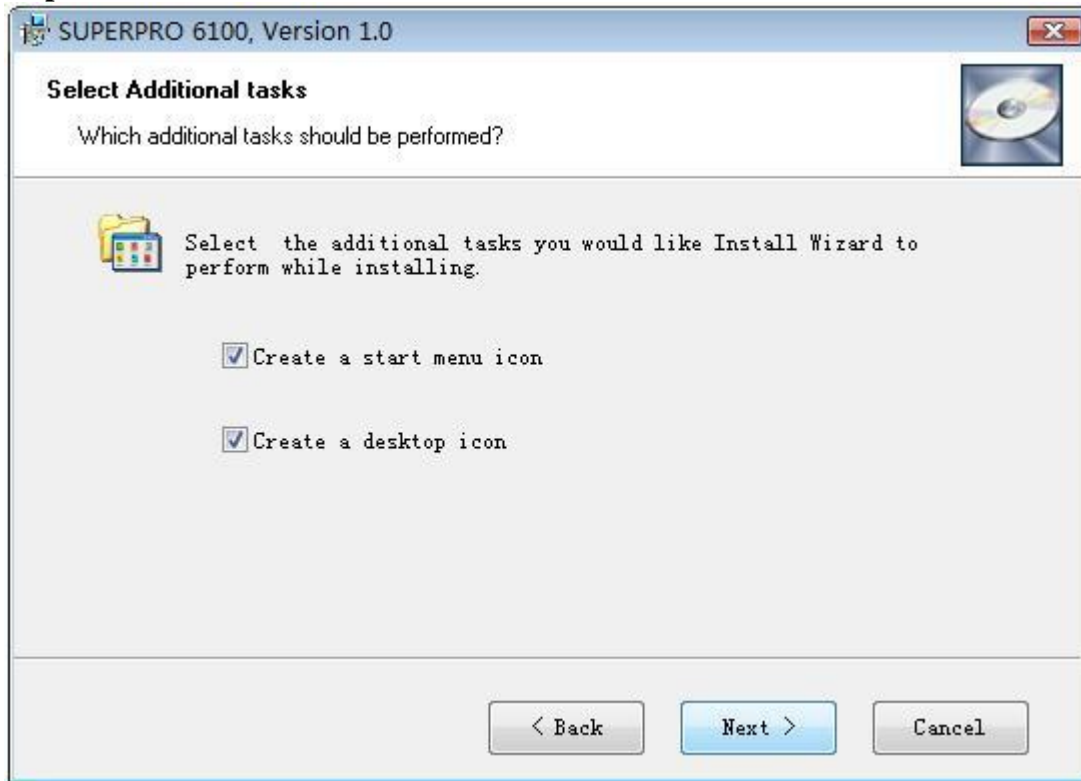 SUPERPRO 6100, Version 1.0
Select Additional tasks
Which additional tasks should be performed?
Select  the additional tasks you would like Install Wizard to
perform while installing.
Create a start menu icon
Create a desktop icon
< Back Next > Cancel